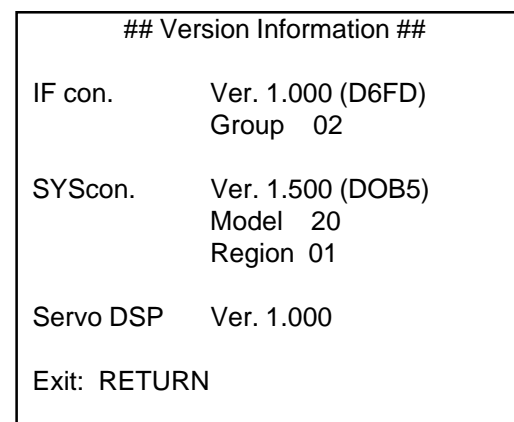 ## Version Information ##
IF con. Ver. 1.000 (D6FD)
Group 02
SYScon. Ver. 1.500 (DOB5)
Model 20
Region 01
Servo DSP Ver. 1.000
Exit: RETURN